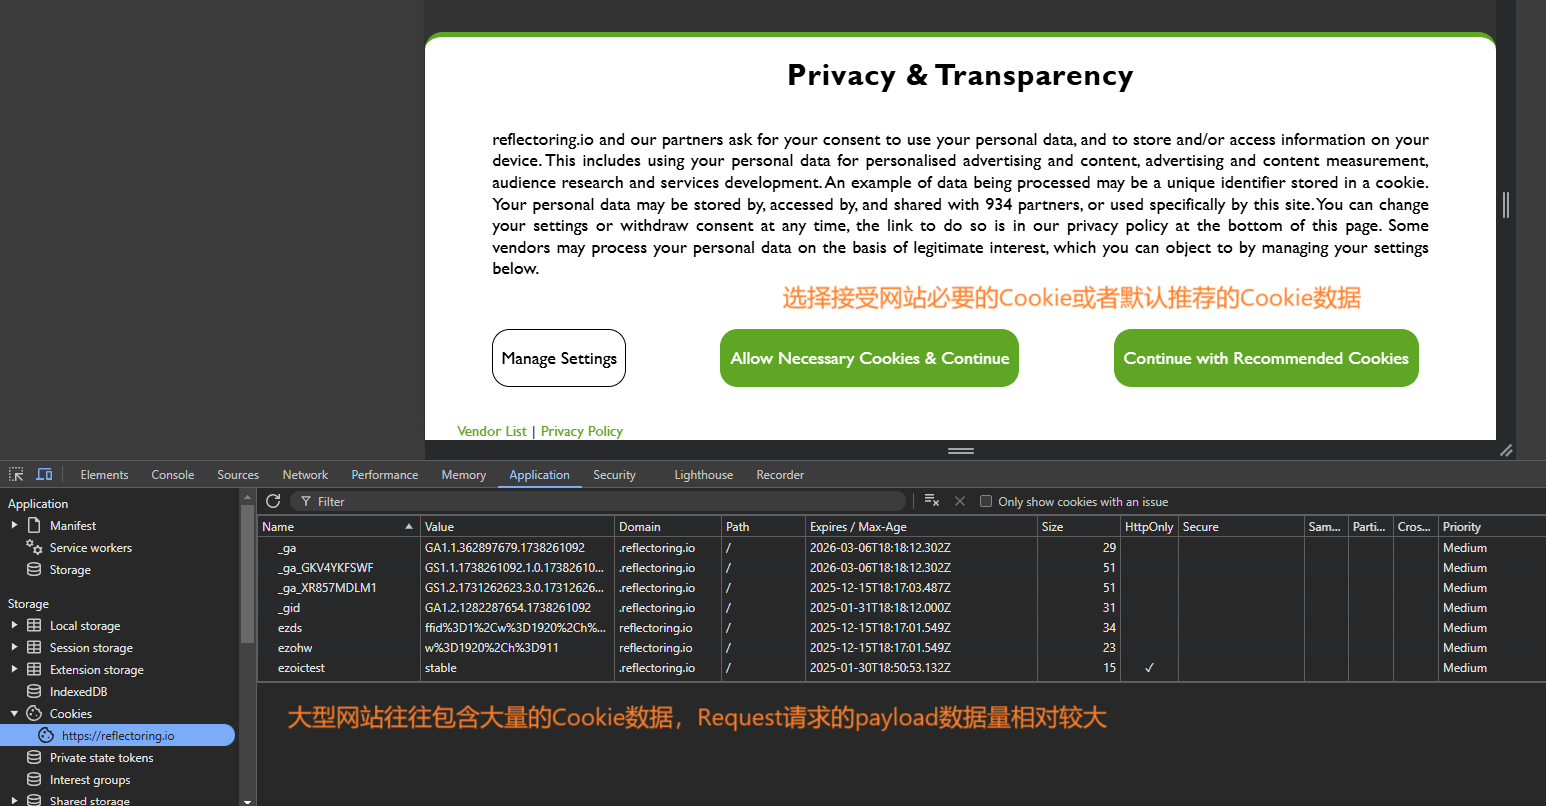 Privacy & Transparency
reflectoring.io and our partners ask for your consent to use your personal data, and to store and/or access information on your
device. This includes using your personal data for personalised advertising and content, advertising and content measurement,
audience research and services development. An example of data being processed may be a unique identifier stored in a cookie.
Your personal data may be stored by, accessed by, and shared with 934 partners, or used specifically by this site. You can change
your settings or withdraw consent at any time, the link to do so is in our privacy policy at the bottom of this page. Some
vendors may process your personal data on the basis of legitimate interest, which you can object to by managing your settings
below.
选择接受网站必要的Cookie或者默认推荐的Cookie数据
Manage Settings Allow Necessary Cookies & Continue Continue with Recommended Cookies
Vendor List | Privacy Policy
Elements Console Sources Network Performance Memory Application Security Lighthouse Recorder
Application
Manifest
Service workers
Storage
Storage
Local storage
Session storage
Extension storage
IndexedDB
Cookies
https://reflectoring.io
Private state tokens
Interest groups
Shared storage
Filter Only show cookies with an issue
Name Value Domain Path Expires / Max-Age Size HttpOnly Secure Sam... Parti... Cros... Priority
_ga GA1.1.362897679.1738261092 .reflectoring.io / 2026-03-06T18:18:12.302Z 29 Medium
_ga_GKV4YKFSWF GS1.1.1738261092.1.0.17382610... .reflectoring.io / 2026-03-06T18:18:12.302Z 51 Medium
_ga_XR857MDLM1 GS1.2.1731262623.3.0.17312626... .reflectoring.io / 2025-12-15T18:17:03.487Z 51 Medium
_gid GA1.2.1282287654.1738261092 .reflectoring.io / 2025-01-31T18:18:12.000Z 31 Medium
ezds ffid%3D1%2Cw%3D1920%2Ch%... reflectoring.io / 2025-12-15T18:17:01.549Z 34 Medium
ezohw w%3D1920%2Ch%3D911 reflectoring.io / 2025-12-15T18:17:01.549Z 23 Medium
ezoictest stable .reflectoring.io / 2025-01-30T18:50:53.132Z 15 ✓ Medium
大型网站往往包含大量的Cookie数据，Request请求的payload数据量相对较大